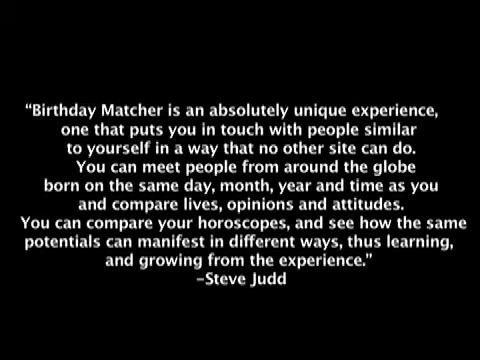 “Birthday Matcher is an absolutely unique experience,
one that puts you in touch with people similar
to yourself in a way that no other site can do.
You can meet people from around the globe
born on the same day, month, year and time as you
and compare lives, opinions and attitudes.
You can compare your horoscopes, and see how the same
potentials can manifest in different ways, thus learning,
and growing from the experience.”
–Steve Judd